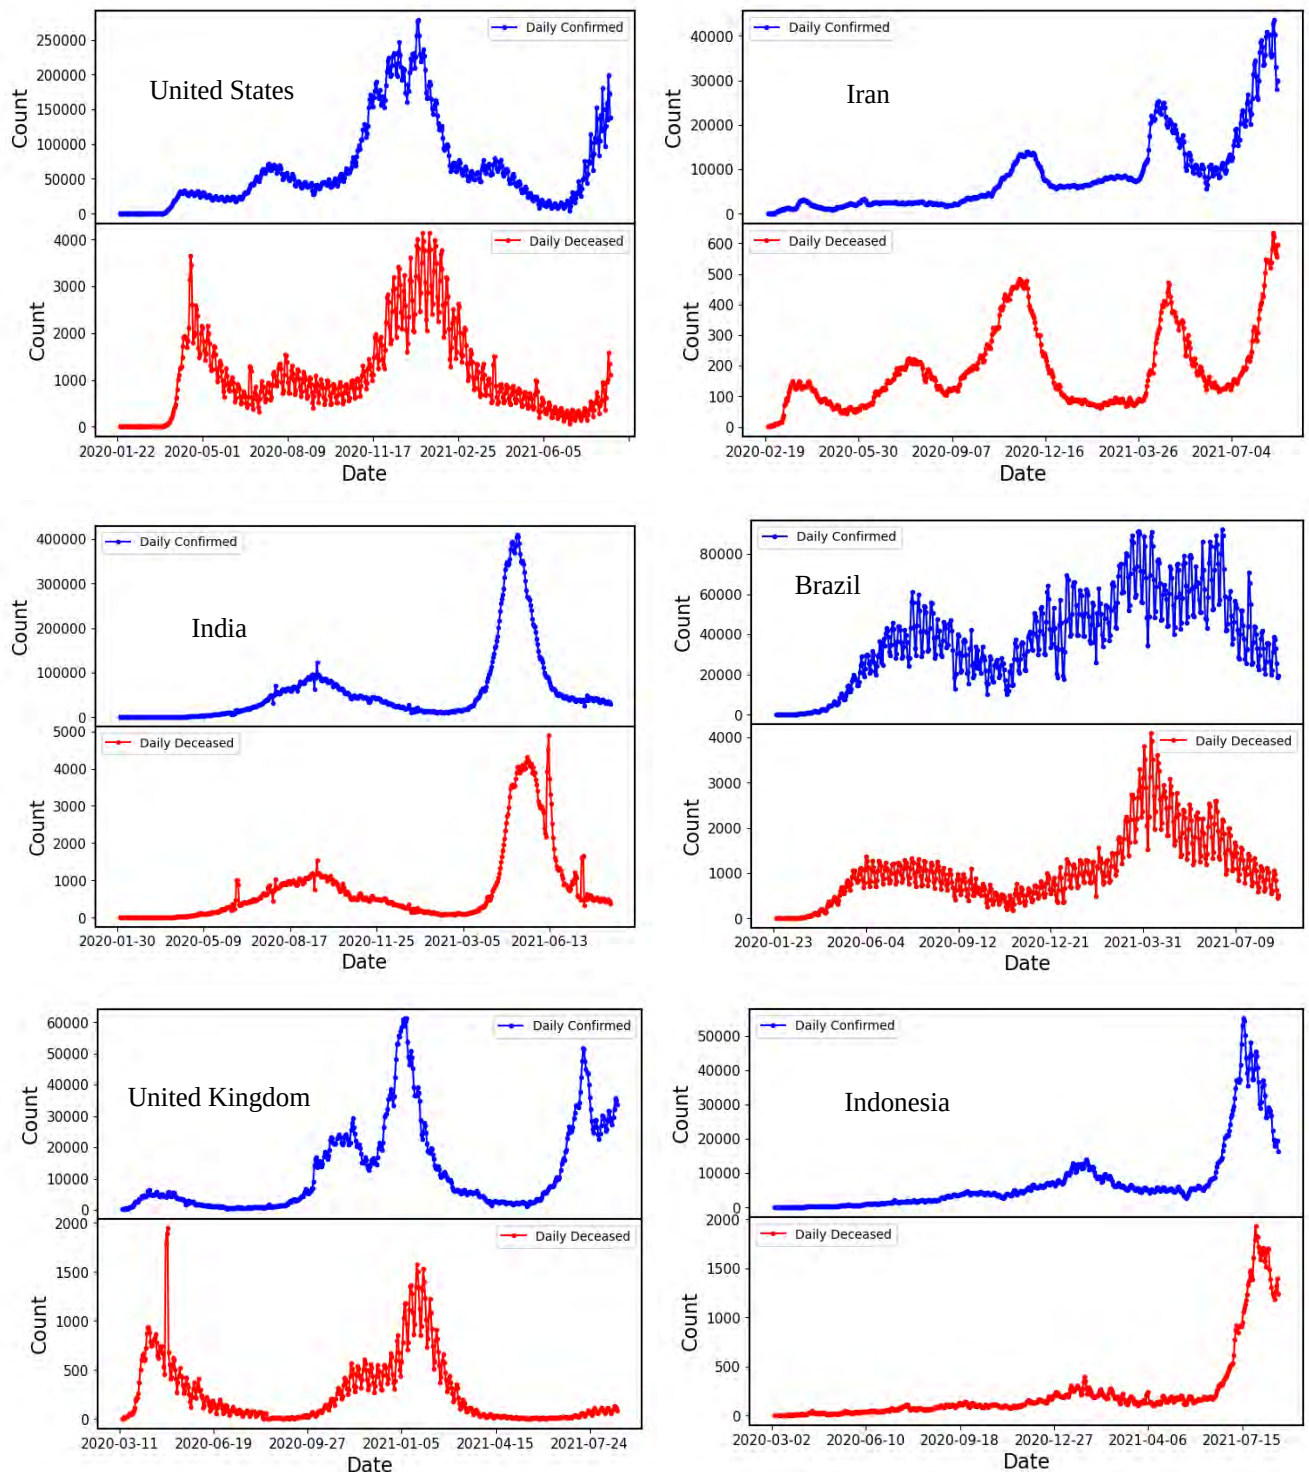 Daily Confirmed
United States
Count
250000
200000
150000
100000
50000
0
Daily Deceased
Count
4000
3000
2000
1000
0
2020-01-22 2020-05-01 2020-08-09 2020-11-17 2021-02-25 2021-06-05
Date
Daily Confirmed
Iran
Count
40000
30000
20000
10000
0
Daily Deceased
Count
600
500
400
300
200
100
0
2020-02-19 2020-05-30 2020-09-07 2020-12-16 2021-03-26 2021-07-04
Date
Daily Confirmed
India
Count
400000
300000
200000
100000
0
Daily Deceased
Count
5000
4000
3000
2000
1000
0
2020-01-30 2020-05-09 2020-08-17 2020-11-25 2021-03-05 2021-06-13
Date
Daily Confirmed
Brazil
Count
80000
60000
40000
20000
0
Daily Deceased
Count
4000
3000
2000
1000
0
2020-01-23 2020-06-04 2020-09-12 2020-12-21 2021-03-31 2021-07-09
Date
Daily Confirmed
United Kingdom
Count
60000
50000
40000
30000
20000
10000
0
Daily Deceased
Count
2000
1500
1000
500
0
2020-03-11 2020-06-19 2020-09-27 2021-01-05 2021-04-15 2021-07-24
Date
Daily Confirmed
Indonesia
Count
50000
40000
30000
20000
10000
0
Daily Deceased
Count
2000
1500
1000
500
0
2020-03-02 2020-06-10 2020-09-18 2020-12-27 2021-04-06 2021-07-15
Date